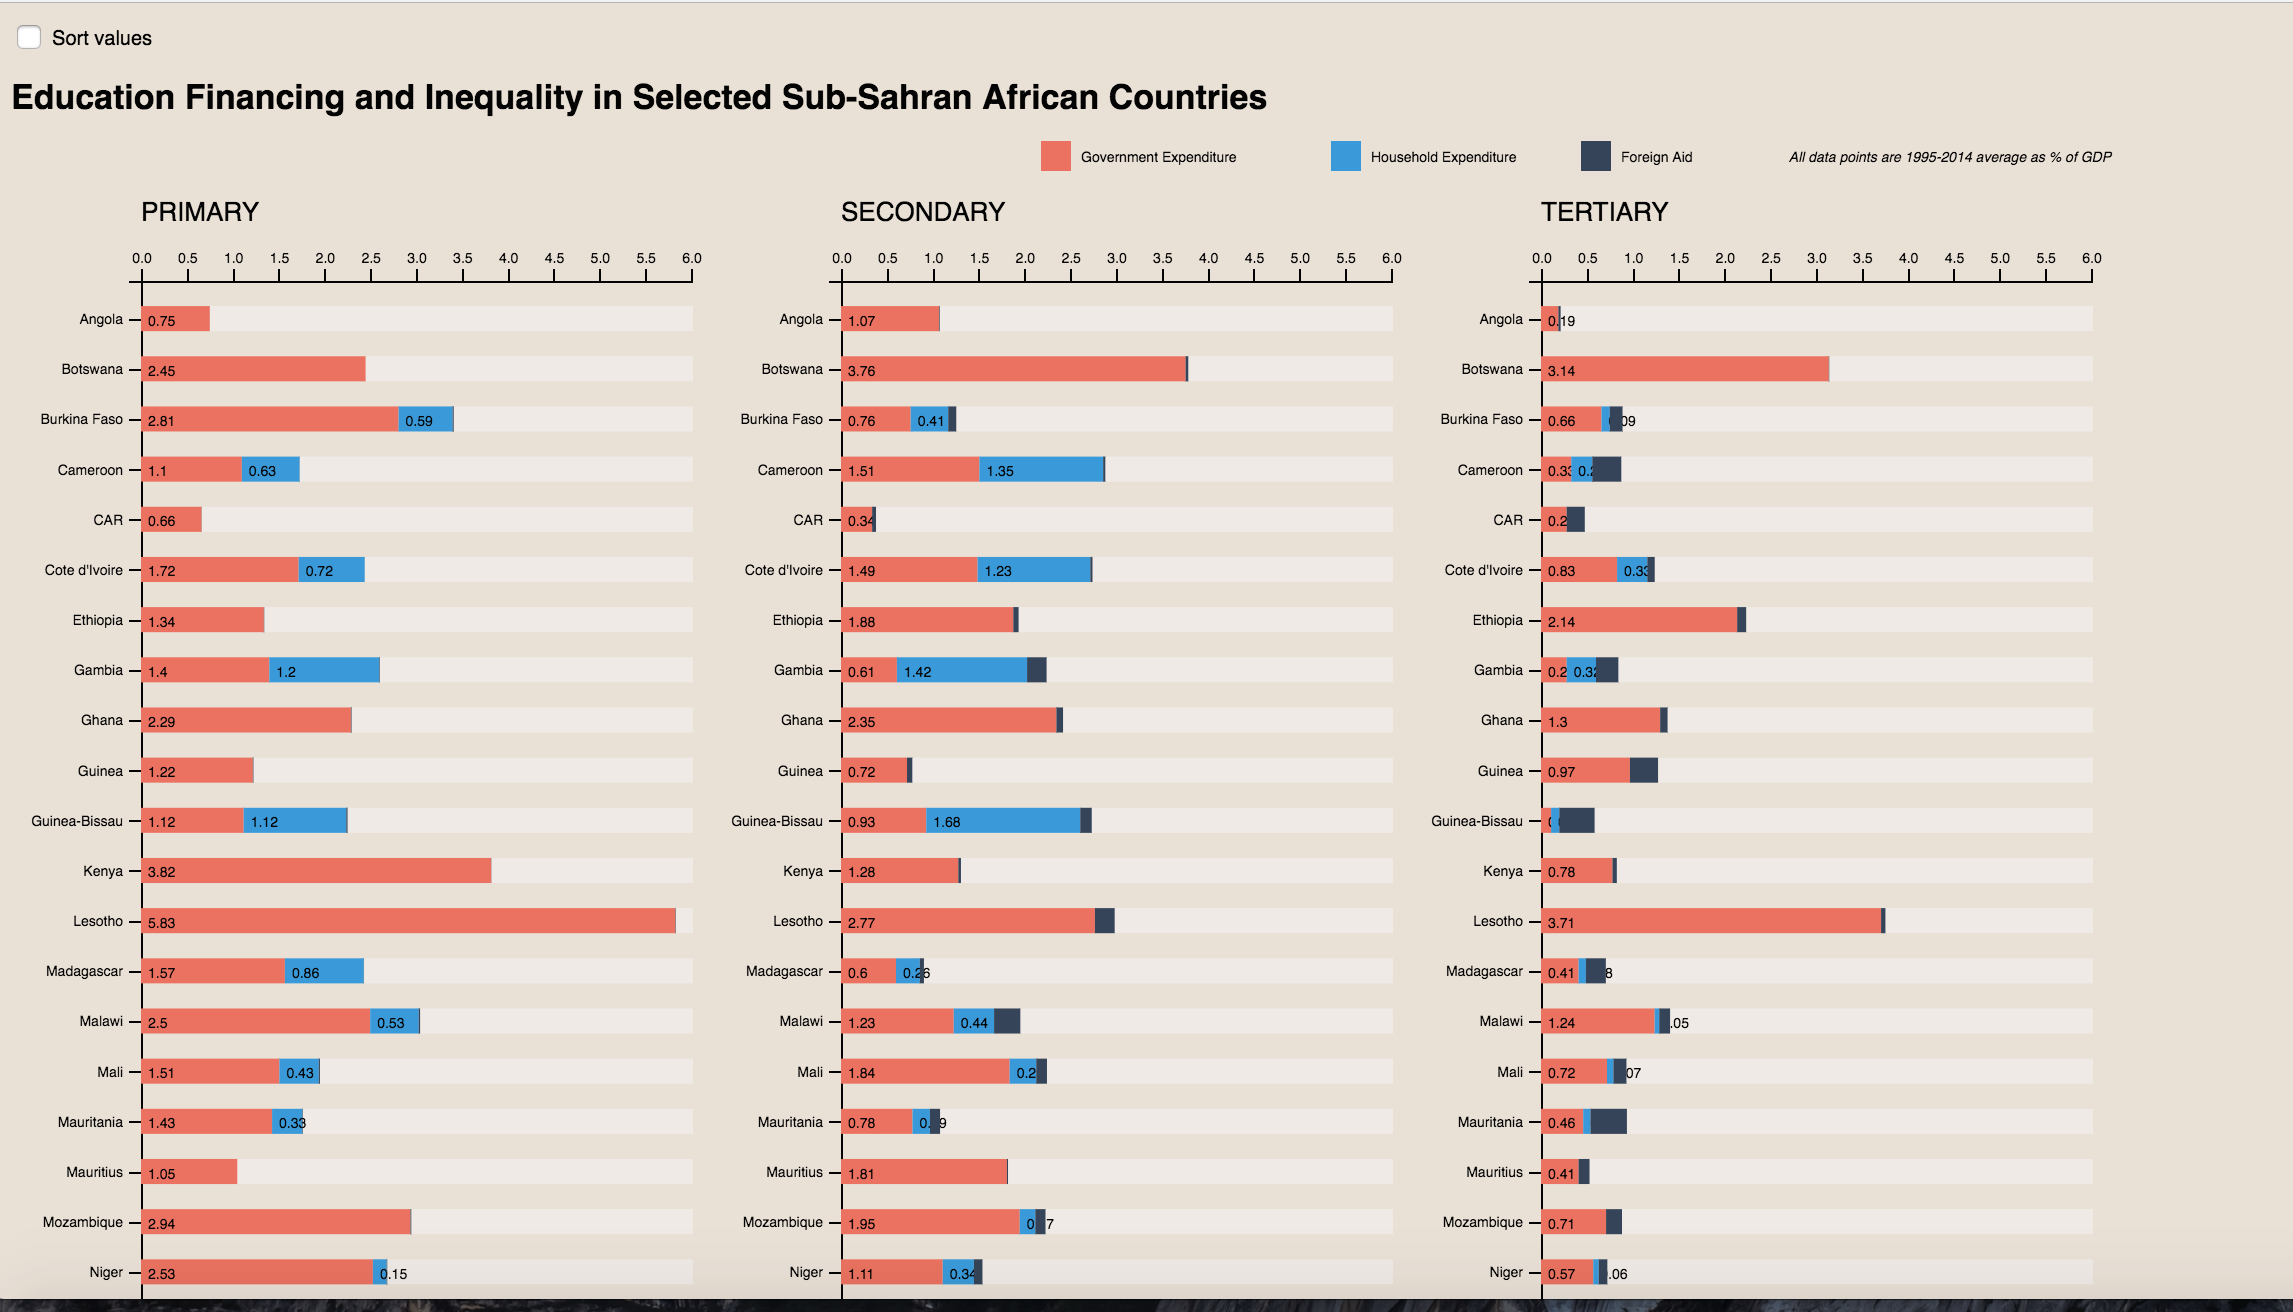 Sort values
Education Financing and Inequality in Selected Sub-Sahran African Countries
Government Expenditure Household Expenditure Foreign Aid All data points are 1995-2014 average as % of GDP
PRIMARY SECONDARY TERTIARY
0.0 0.5 1.0 1.5 2.0 2.5 3.0 3.5 4.0 4.5 5.0 5.5 6.0 0.0 0.5 1.0 1.5 2.0 2.5 3.0 3.5 4.0 4.5 5.0 5.5 6.0 0.0 0.5 1.0 1.5 2.0 2.5 3.0 3.5 4.0 4.5 5.0 5.5 6.0
Angola 0.75 Angola 1.07 Angola 0.19
Botswana 2.45 Botswana 3.76 Botswana 3.14
Burkina Faso 2.81 0.59 Burkina Faso 0.76 0.41 Burkina Faso 0.66
Cameroon 1.1 0.63 Cameroon 1.51 1.35 Cameroon 0.33
CAR 0.66 CAR 0.34 CAR
Cote d'Ivoire 1.72 0.72 Cote d'Ivoire 1.49 1.23 Cote d'Ivoire 0.83 0.33
Ethiopia 1.34 Ethiopia 1.88 Ethiopia 2.14
Gambia 1.4 1.2 Gambia 0.61 1.42 Gambia 0.32
Ghana 2.29 Ghana 2.35 Ghana 1.3
Guinea 1.22 Guinea 0.72 Guinea 0.97
Guinea-Bissau 1.12 1.12 Guinea-Bissau 0.93 1.68 Guinea-Bissau
Kenya 3.82 Kenya 1.28 Kenya 0.78
Lesotho 5.83 Lesotho 2.77 Lesotho 3.71
Madagascar 1.57 0.86 Madagascar 0.6 0.26 Madagascar 0.41
Malawi 2.5 0.53 Malawi 1.23 0.44 Malawi 1.24 .05
Mali 1.51 0.43 Mali 1.84 Mali 0.72
Mauritania 1.43 0.33 Mauritania 0.78 Mauritania 0.46
Mauritius 1.05 Mauritius 1.81 Mauritius 0.41
Mozambique 2.94 Mozambique 1.95 Mozambique 0.71
Niger 2.53 0.15 Niger 1.11 0.34 Niger 0.57 .06